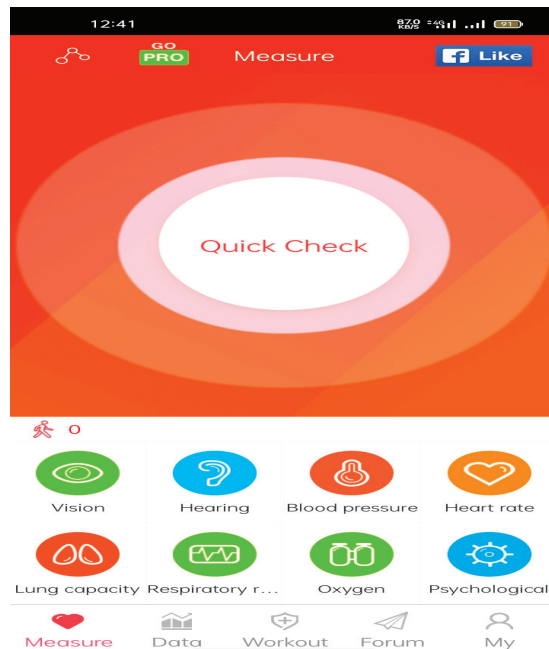 12:41 87.0 KB/S 4G 91
GO
PRO Measure f Like
Quick Check
0
Vision Hearing Blood pressure Heart rate
Lung capacity Respiratory r... Oxygen Psychological
Measure Data Workout Forum My